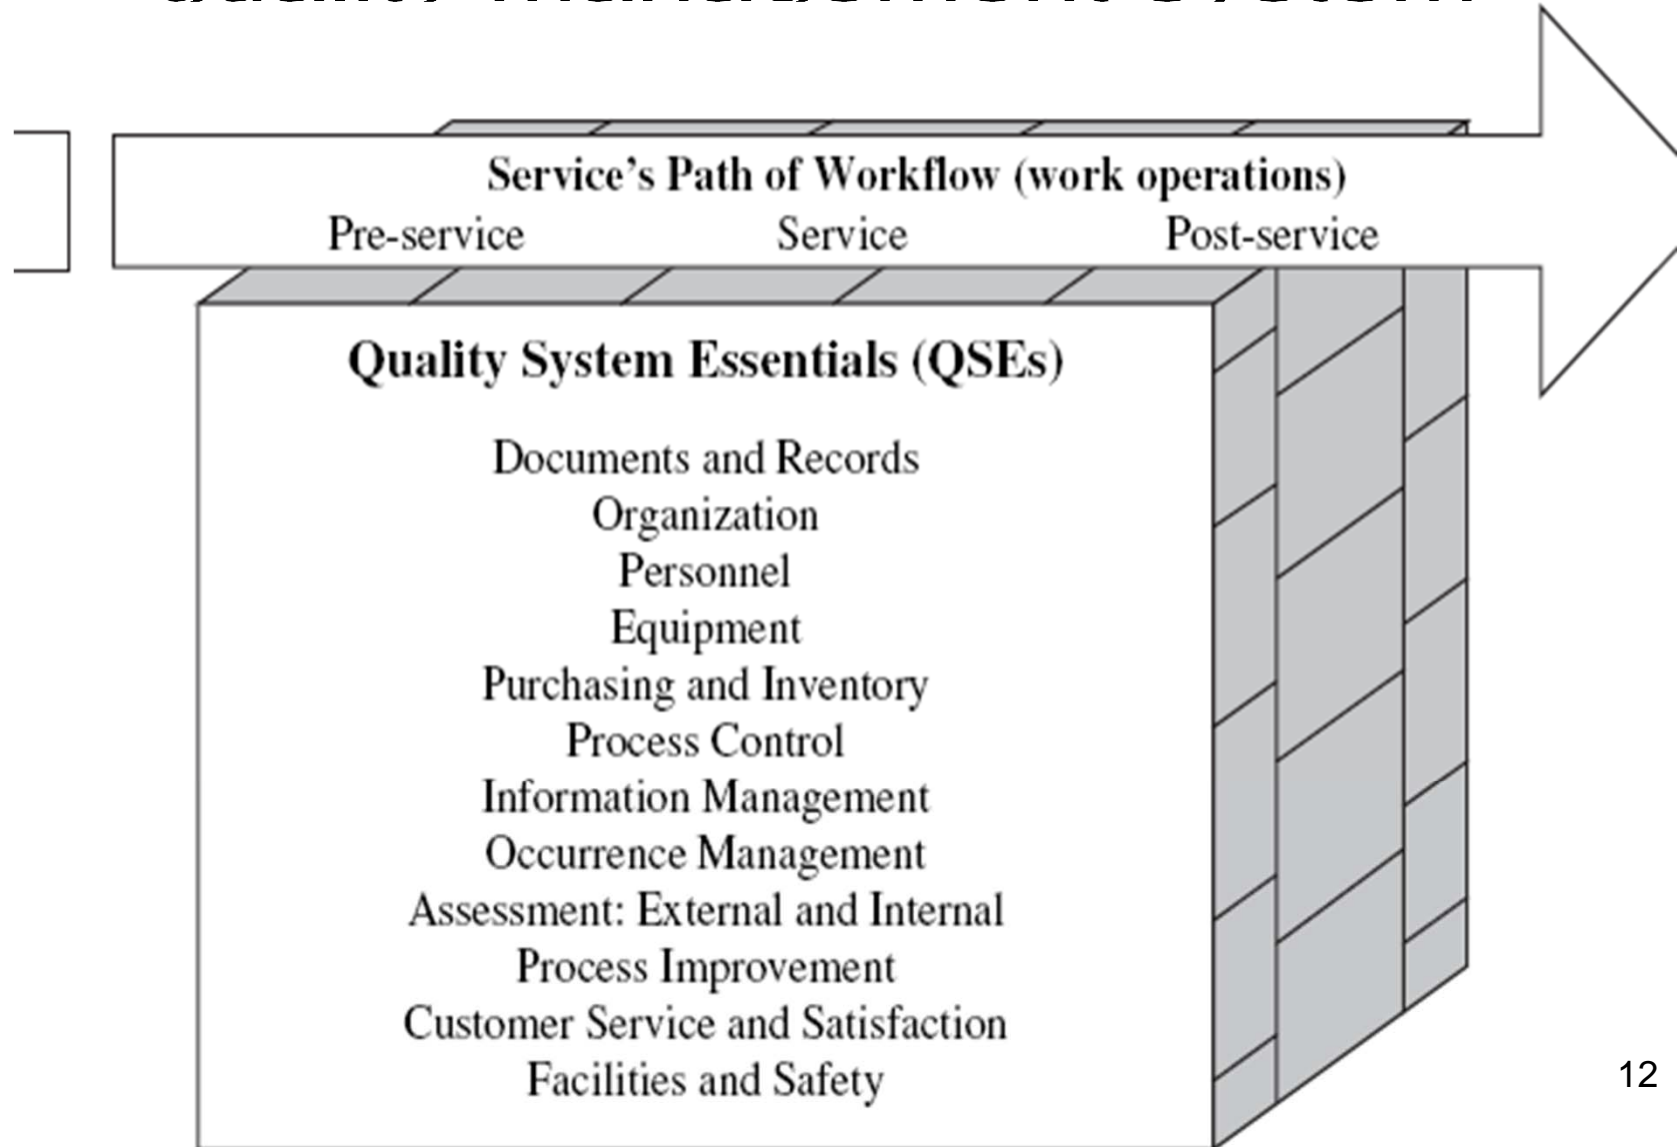 Service's Path of Workflow (work operations)
Pre-service Service Post-service
Quality System Essentials (QSEs)
Documents and Records
Organization
Personnel
Equipment
Purchasing and Inventory
Process Control
Information Management
Occurrence Management
Assessment: External and Internal
Process Improvement
Customer Service and Satisfaction
Facilities and Safety
12